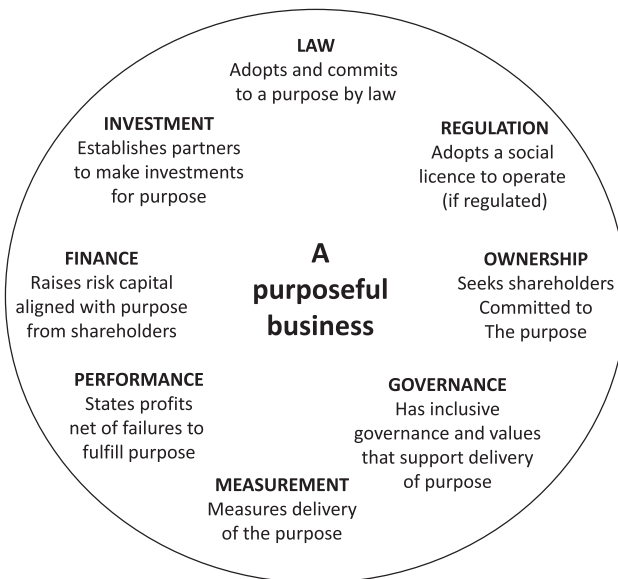 LAW
Adopts and commits
to a purpose by law
REGULATION
Adopts a social
licence to operate
(if regulated)
OWNERSHIP
Seeks shareholders
Committed to
The purpose
GOVERNANCE
Has inclusive
governance and values
that support delivery
of purpose
MEASUREMENT
Measures delivery
of the purpose
PERFORMANCE
States profits
net of failures to
fulfill purpose
FINANCE
Raises risk capital
aligned with purpose
from shareholders
INVESTMENT
Establishes partners
to make investments
for purpose
A
purposeful
business